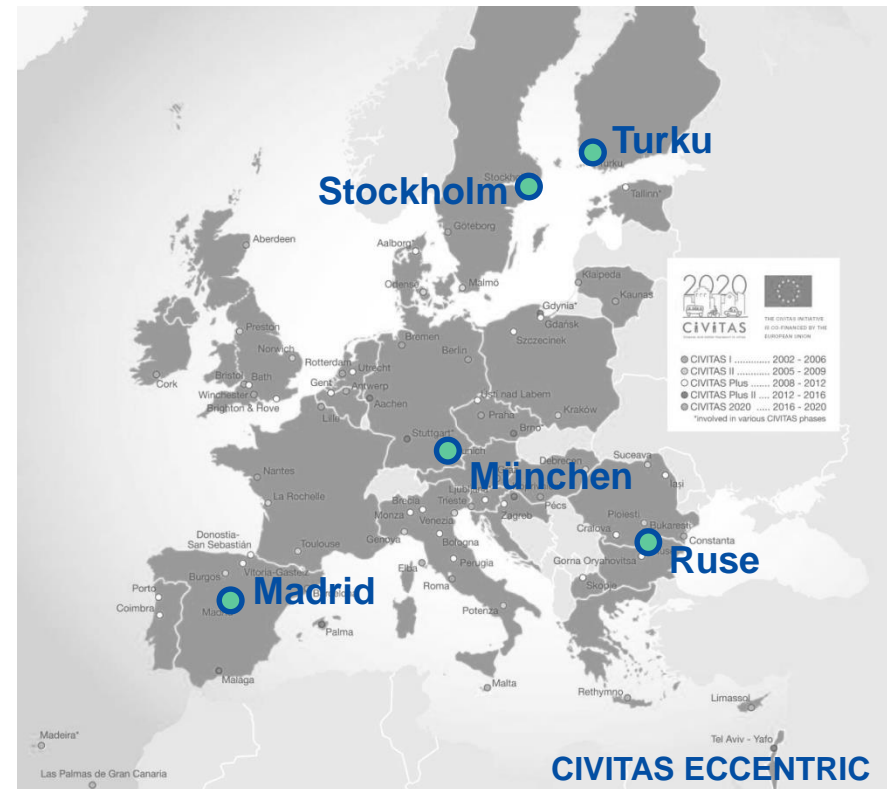 Turku
Turku
Stockholm
Stockholm
Tallinn*
Göteborg
Aberdeen
Aalborg*
Klaipeda
Odense
Malmö
Kaunas
Gdynia*
Gdańsk
Szczecinek
2020
CiViTAS
THE CIVITAS INITIATIVE
IS CO-FINANCED BY THE
EUROPEAN UNION
CIVITAS I ............ 2002 - 2006
CIVITAS II ........... 2005 - 2009
CIVITAS Plus ....... 2008 - 2012
CIVITAS Plus II .... 2012 - 2016
CIVITAS 2020 ..... 2016 - 2020
*involved in various CIVITAS phases
Preston
Bremen
Norwich
Berlin
Rotterdam
Utrecht
Cork
Bristol
Bath
Gent
Antwerp
Winchester
Brighton & Hove
Aachen
Ústí nad Labem
Lille
Praha
Kraków
Stuttgart*
Brno
München
Debrecen
Suceava
Iași
Nantes
Ljubljana
La Rochelle
Brescia
Trieste
Monza
Venezia
Zagreb
Pécs
Ploiesti
Craiova
Bukarest
Constanta
Genova
Bologna
Donostia-
San Sebastián
Toulouse
Perugia
Gorna Oryahovitsa
Ruse
Vitoria-Gasteiz
Burgos
Elba
Roma
Skopje
Porto
Madrid
Coimbra
Potenza
Palma
Malaga
Malta
Rethymno
Limassol
Madeira*
Tel Aviv - Yafo
Las Palmas de Gran Canaria
CIVITAS ECCENTRIC